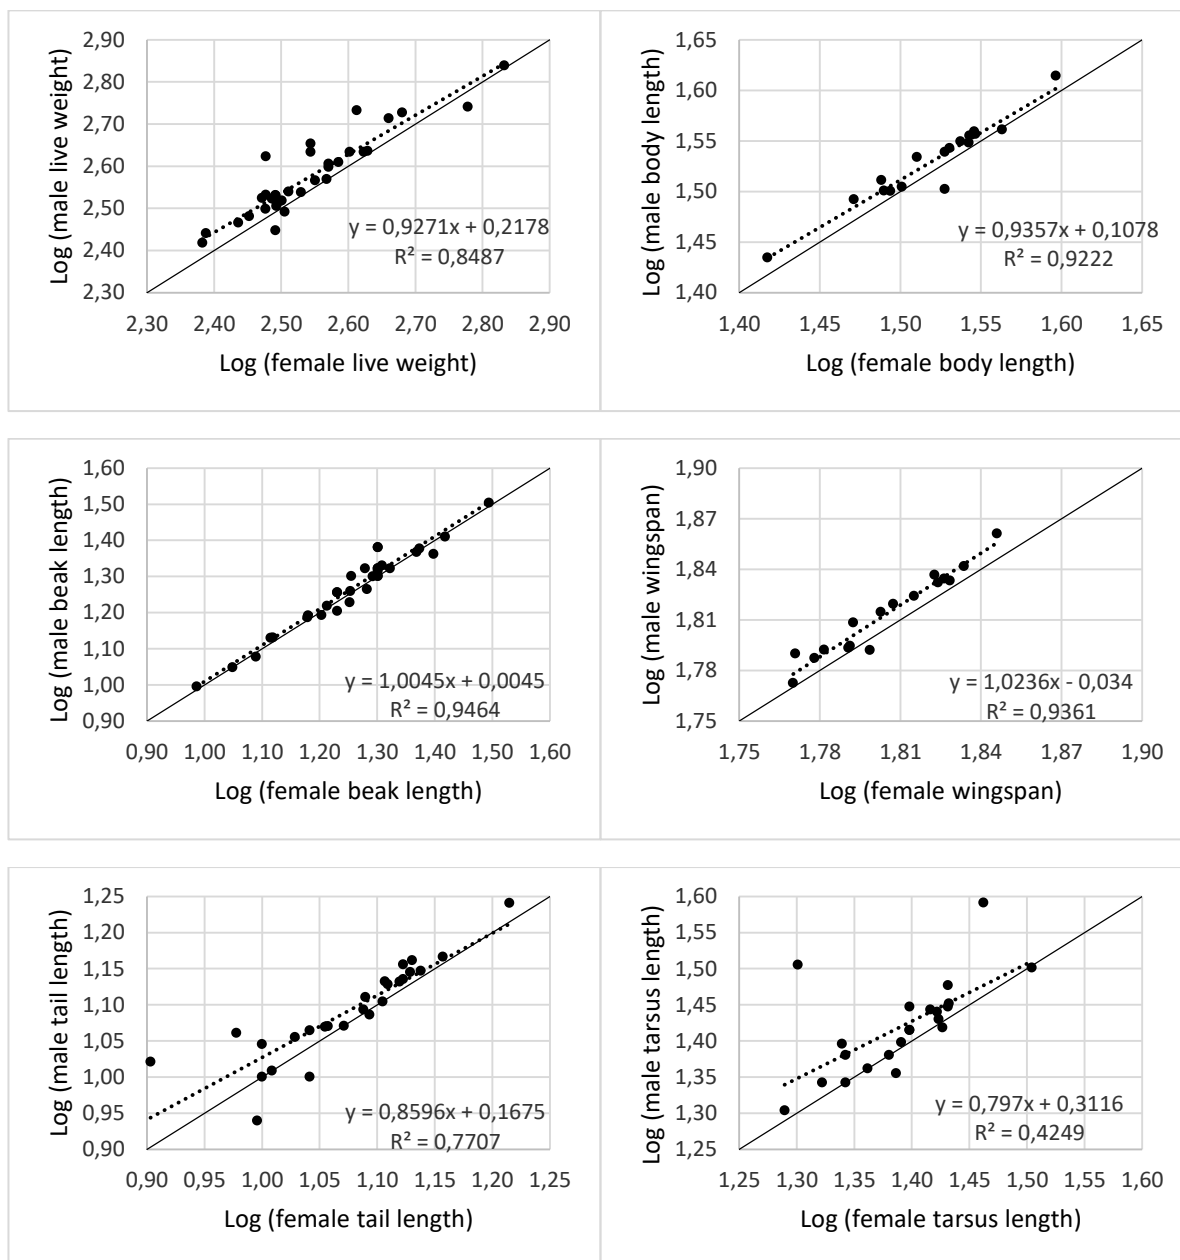 Log (male live weight)
2,90
2,80
2,70
2,60
2,50
2,40
2,30
y = 0,9271x + 0,2178
R² = 0,8487
2,30 2,40 2,50 2,60 2,70 2,80 2,90
Log (female live weight)
Log (male body length)
1,65
1,60
1,55
1,50
1,45
1,40
y = 0,9357x + 0,1078
R² = 0,9222
1,40 1,45 1,50 1,55 1,60 1,65
Log (female body length)
Log (male beak length)
1,60
1,50
1,40
1,30
1,20
1,10
1,00
0,90
y = 1,0045x + 0,0045
R² = 0,9464
0,90 1,00 1,10 1,20 1,30 1,40 1,50 1,60
Log (female beak length)
Log (male wingspan)
1,90
1,87
1,84
1,81
1,78
1,75
y = 1,0236x - 0,034
R² = 0,9361
1,75 1,78 1,81 1,84 1,87 1,90
Log (female wingspan)
Log (male tail length)
1,25
1,20
1,15
1,10
1,05
1,00
0,95
0,90
y = 0,8596x + 0,1675
R² = 0,7707
0,90 0,95 1,00 1,05 1,10 1,15 1,20 1,25
Log (female tail length)
Log (male tarsus length)
1,60
1,55
1,50
1,45
1,40
1,35
1,30
1,25
y = 0,797x + 0,3116
R² = 0,4249
1,25 1,30 1,35 1,40 1,45 1,50 1,55 1,60
Log (female tarsus length)